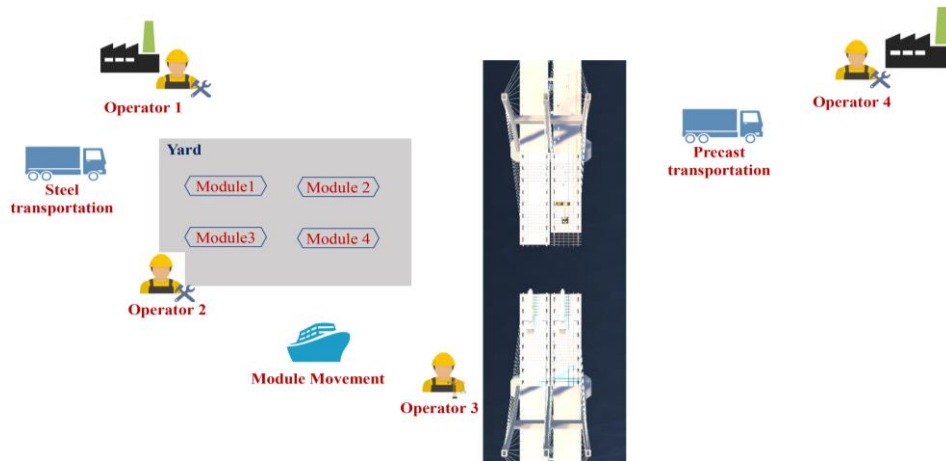 Operator 1
Operator 4
Yard
Precast
transportation
Steel
transportation
Module1
Module 2
Module3
Module 4
Operator 2
Module Movement
Operator 3